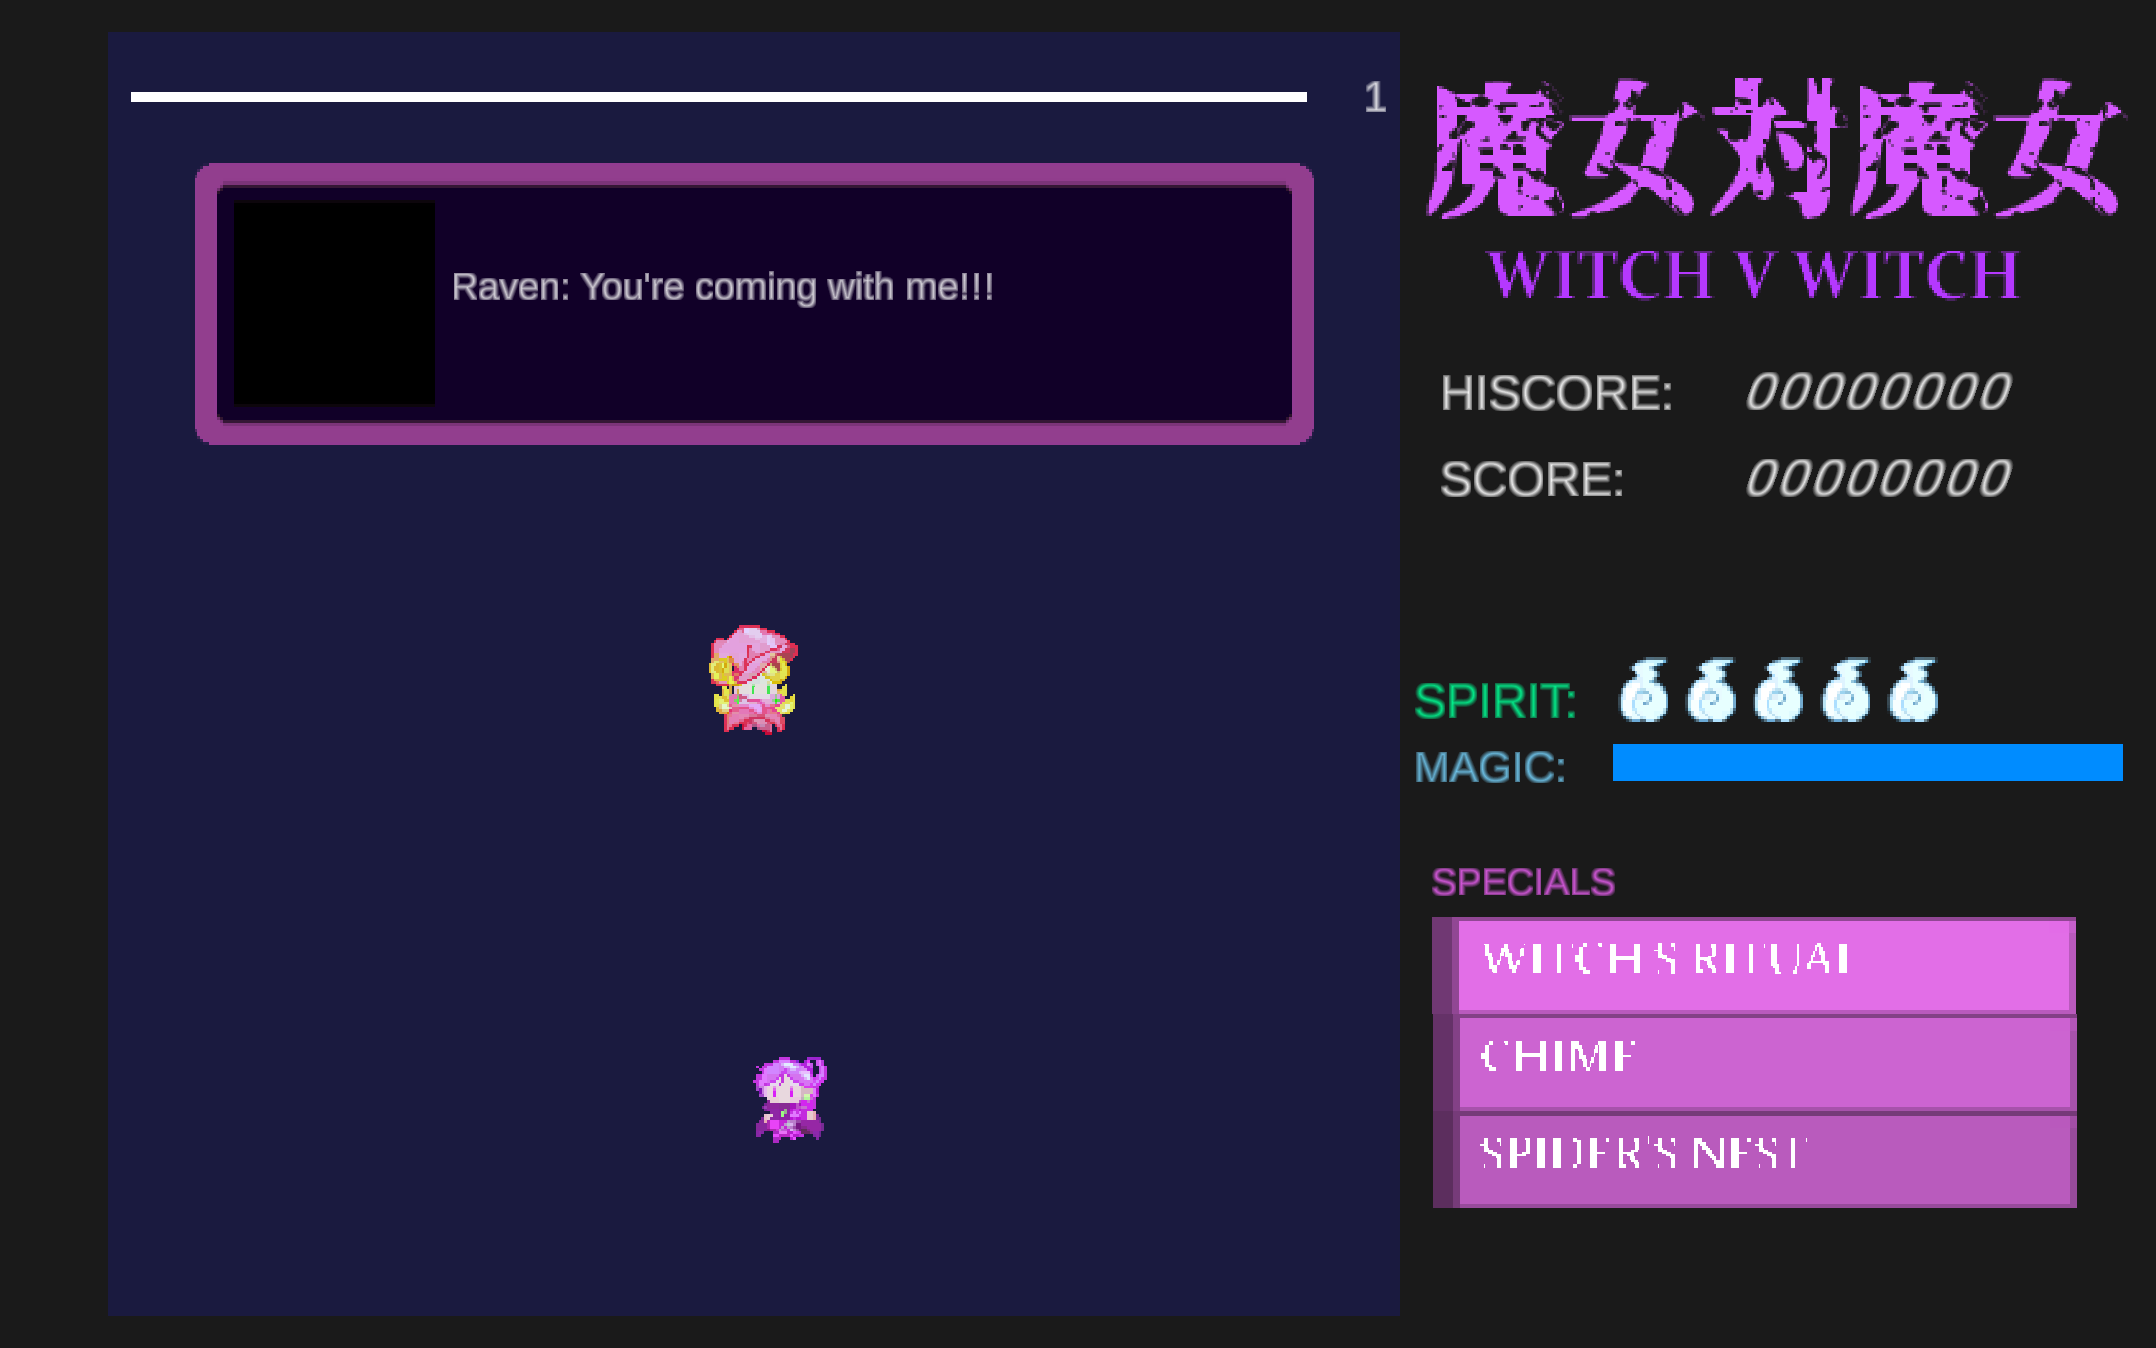 1
Raven: You're coming with me!!!
魔女対魔女
WITCH V WITCH
HISCORE: 00000000
SCORE: 00000000
SPIRIT:
MAGIC:
SPECIALS
WITCH'S RITUAL
CHIME
SPIDER'S NEST